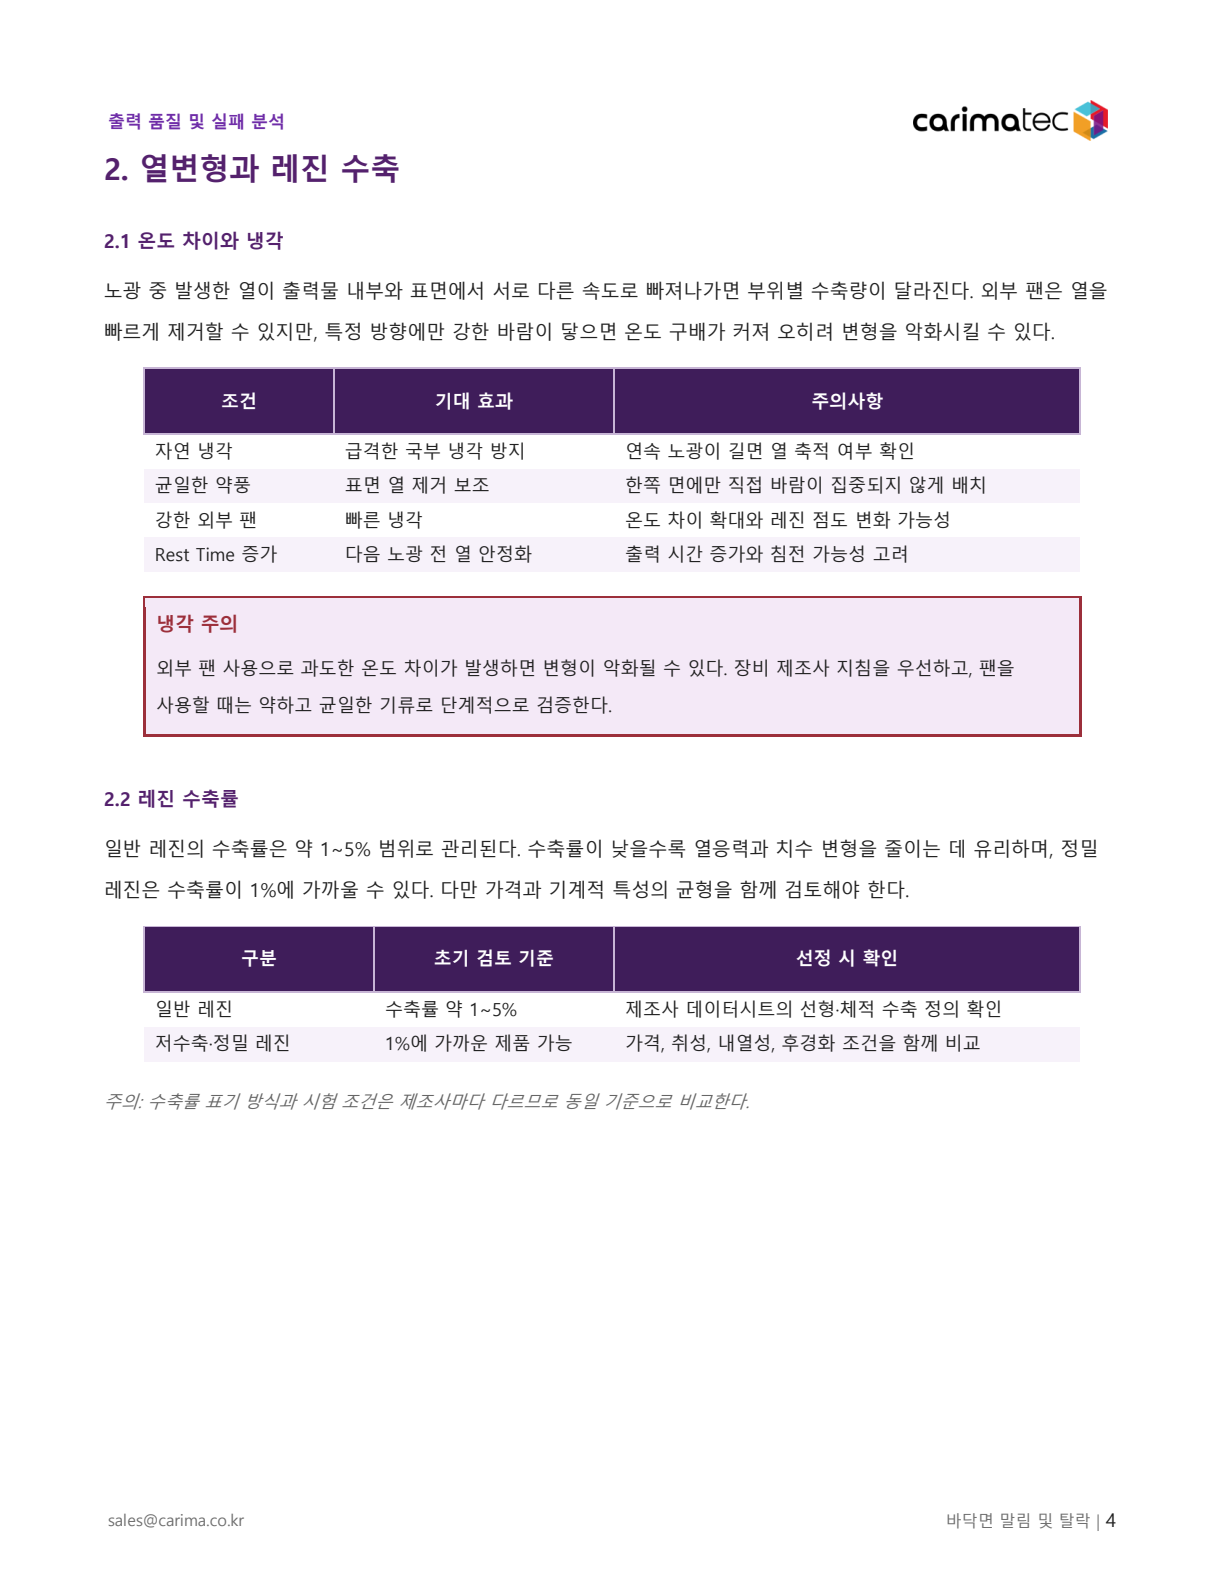 출력 품질 및 실패 분석
carimatec
2. 열변형과 레진 수축
2.1 온도 차이와 냉각
노광 중 발생한 열이 출력물 내부와 표면에서 서로 다른 속도로 빠져나가면 부위별 수축량이 달라진다. 외부 팬은 열을
빠르게 제거할 수 있지만, 특정 방향에만 강한 바람이 닿으면 온도 구배가 커져 오히려 변형을 악화시킬 수 있다.
조건 기대 효과 주의사항
자연 냉각 급격한 국부 냉각 방지 연속 노광이 길면 열 축적 여부 확인
균일한 약풍 표면 열 제거 보조 한쪽 면에만 직접 바람이 집중되지 않게 배치
강한 외부 팬 빠른 냉각 온도 차이 확대와 레진 점도 변화 가능성
Rest Time 증가 다음 노광 전 열 안정화 출력 시간 증가와 침전 가능성 고려
냉각 주의
외부 팬 사용으로 과도한 온도 차이가 발생하면 변형이 악화될 수 있다. 장비 제조사 지침을 우선하고, 팬을
사용할 때는 약하고 균일한 기류로 단계적으로 검증한다.
2.2 레진 수축률
일반 레진의 수축률은 약 1~5% 범위로 관리된다. 수축률이 낮을수록 열응력과 치수 변형을 줄이는 데 유리하며, 정밀
레진은 수축률이 1%에 가까울 수 있다. 다만 가격과 기계적 특성의 균형을 함께 검토해야 한다.
구분 초기 검토 기준 선정 시 확인
일반 레진 수축률 약 1~5% 제조사 데이터시트의 선형·체적 수축 정의 확인
저수축·정밀 레진 1%에 가까운 제품 가능 가격, 취성, 내열성, 후경화 조건을 함께 비교
주의: 수축률 표기 방식과 시험 조건은 제조사마다 다르므로 동일 기준으로 비교한다.
sales@carima.co.kr
바닥면 말림 및 탈락 | 4